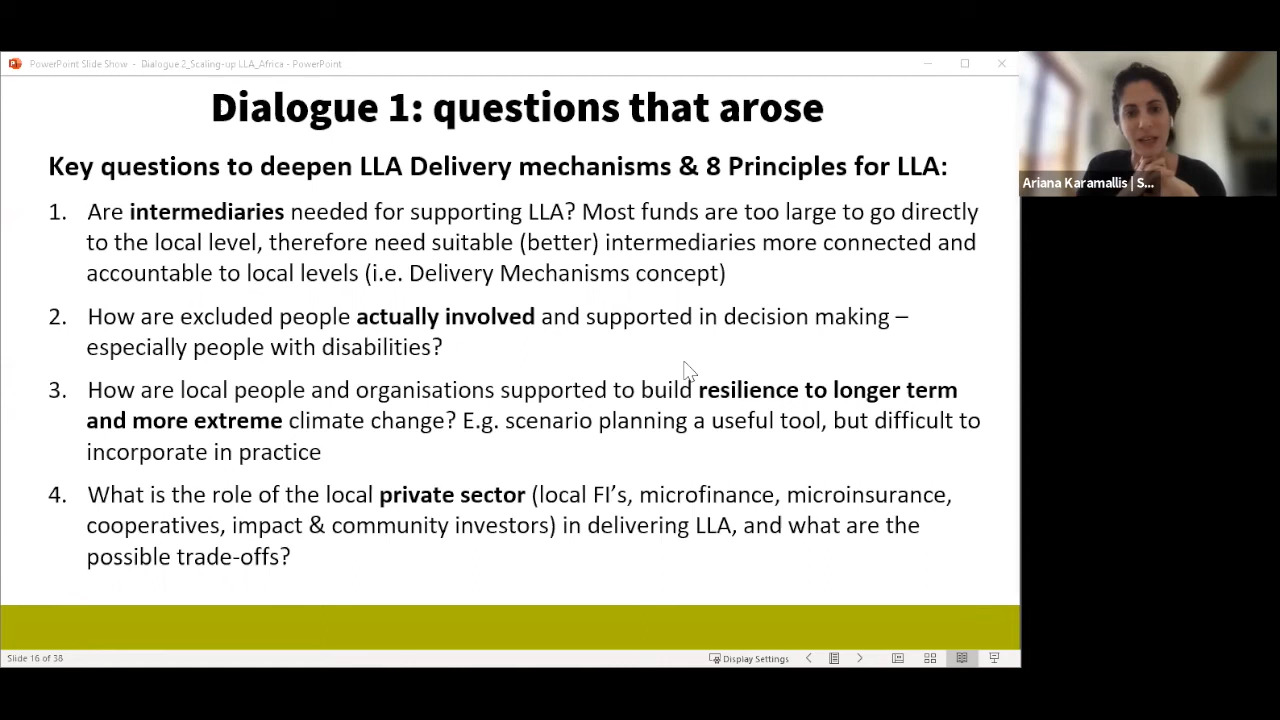 PowerPoint Slide Show - Dialogue 2_Scaling-up LLA_Africa - PowerPoint
Dialogue 1: questions that arose
Key questions to deepen LLA Delivery mechanisms & 8 Principles for LLA:
1. Are intermediaries needed for supporting LLA? Most funds are too large to go directly
to the local level, therefore need suitable (better) intermediaries more connected and
accountable to local levels (i.e. Delivery Mechanisms concept)
2. How are excluded people actually involved and supported in decision making –
especially people with disabilities?
3. How are local people and organisations supported to build resilience to longer term
and more extreme climate change? E.g. scenario planning a useful tool, but difficult to
incorporate in practice
4. What is the role of the local private sector (local FI’s, microfinance, microinsurance,
cooperatives, impact & community investors) in delivering LLA, and what are the
possible trade-offs?
Slide 16 of 38
Display Settings
Ariana Karamallis | S...